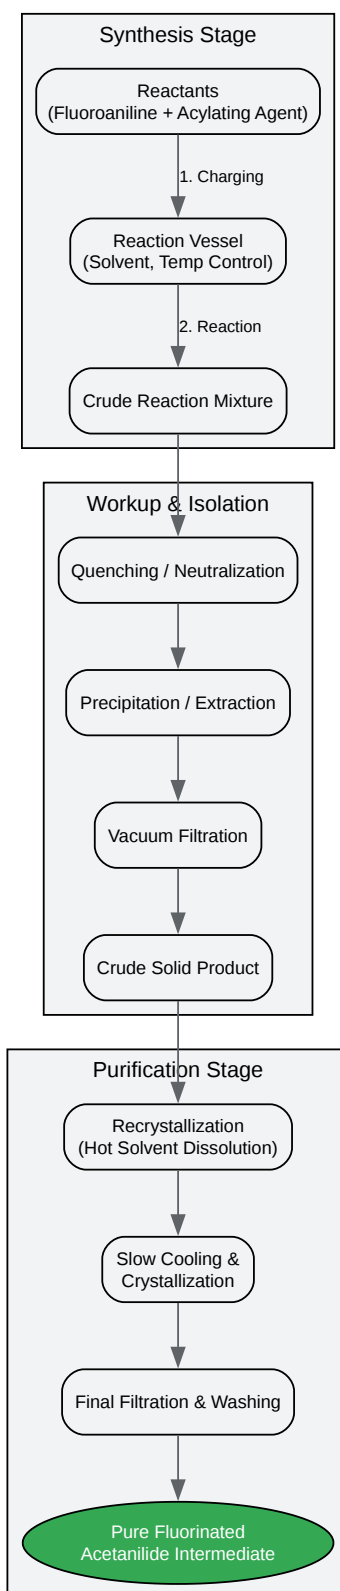 Synthesis Stage
Reactants
(Fluoroaniline + Acylating Agent)
1. Charging
Reaction Vessel
(Solvent, Temp Control)
2. Reaction
Crude Reaction Mixture
Workup & Isolation
Quenching / Neutralization
Precipitation / Extraction
Vacuum Filtration
Crude Solid Product
Purification Stage
Recrystallization
(Hot Solvent Dissolution)
Slow Cooling &
Crystallization
Final Filtration & Washing
Pure Fluorinated
Acetanilide Intermediate